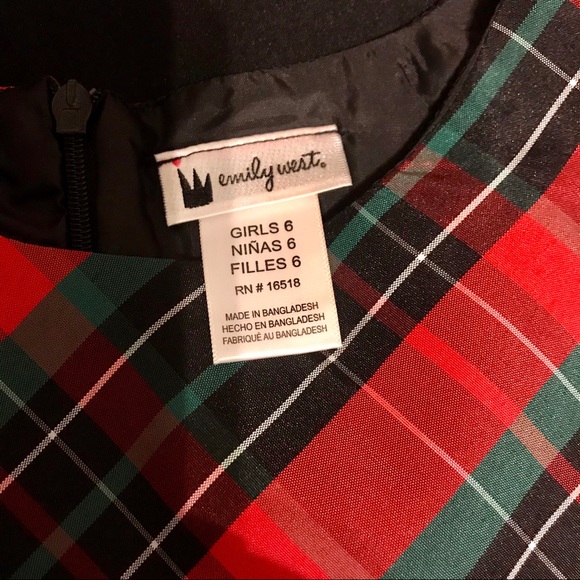 emily west®
GIRLS 6
NIÑAS 6
FILLES 6
RN # 16518
MADE IN BANGLADESH
HECHO EN BANGLADESH
FABRIQUÉ AU BANGLADESH